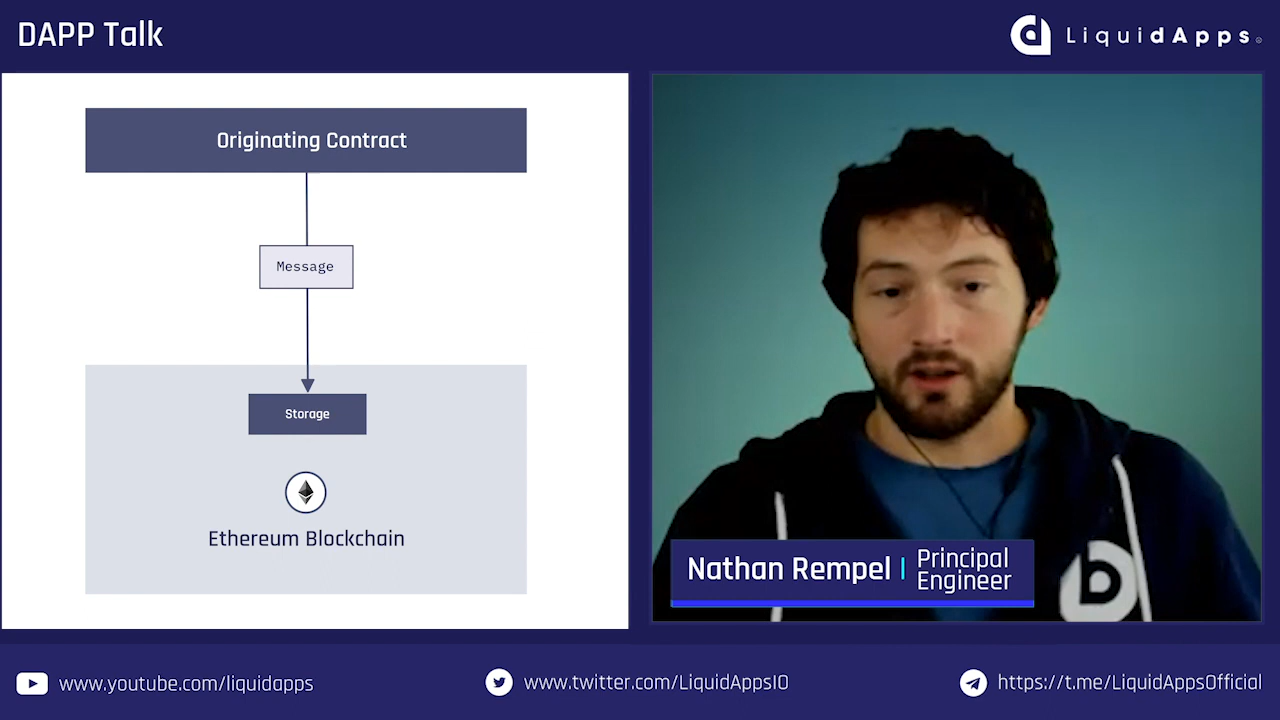 DAPP Talk
LiquidApps
Originating Contract
Message
Storage
Ethereum Blockchain
Nathan Rempel
Principal
Engineer
www.youtube.com/liquidapps
www.twitter.com/LiquidAppsIO
https://t.me/LiquidAppsOfficial